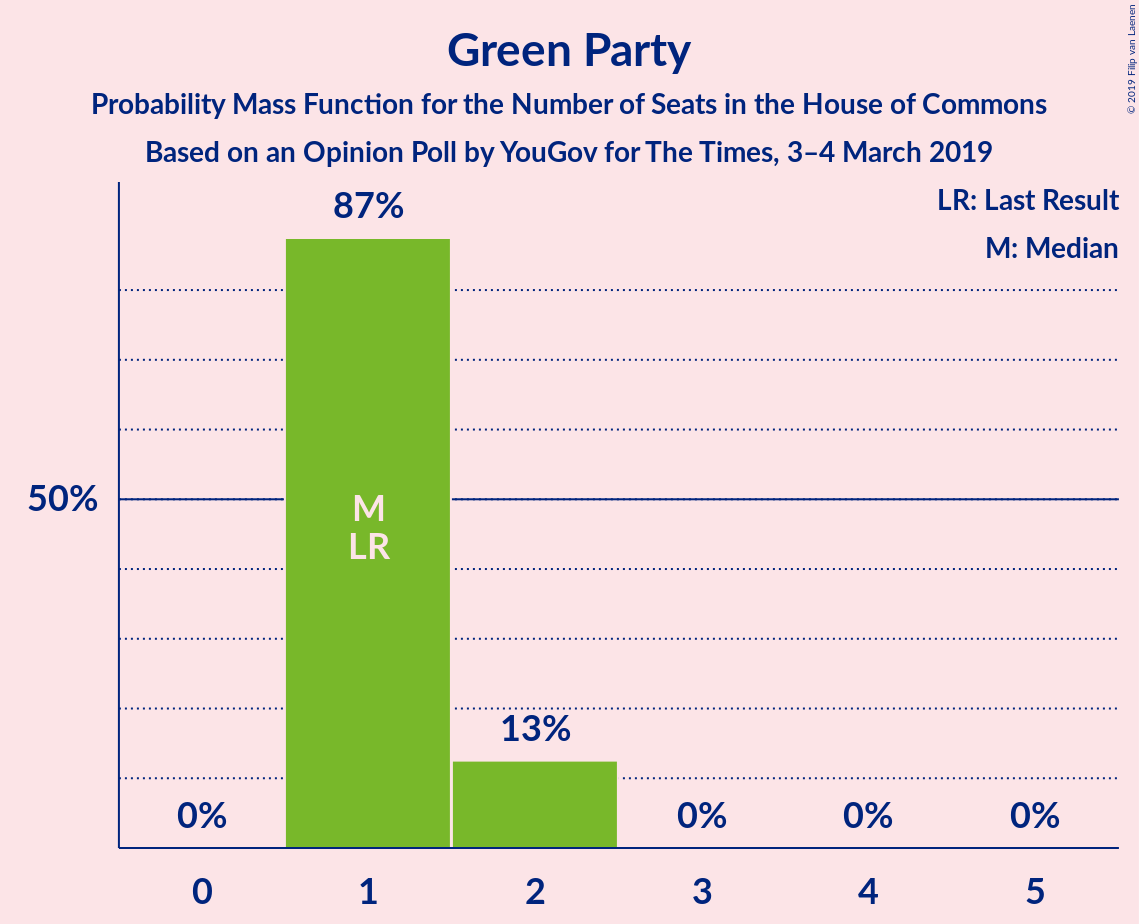 © 2019 Filip van Laenen
Green Party
Probability Mass Function for the Number of Seats in the House of Commons
Based on an Opinion Poll by YouGov for The Times, 3–4 March 2019
LR: Last Result
M: Median
87%
50%
M
LR
13%
0%
0%
0%
0%
0
1
2
3
4
5